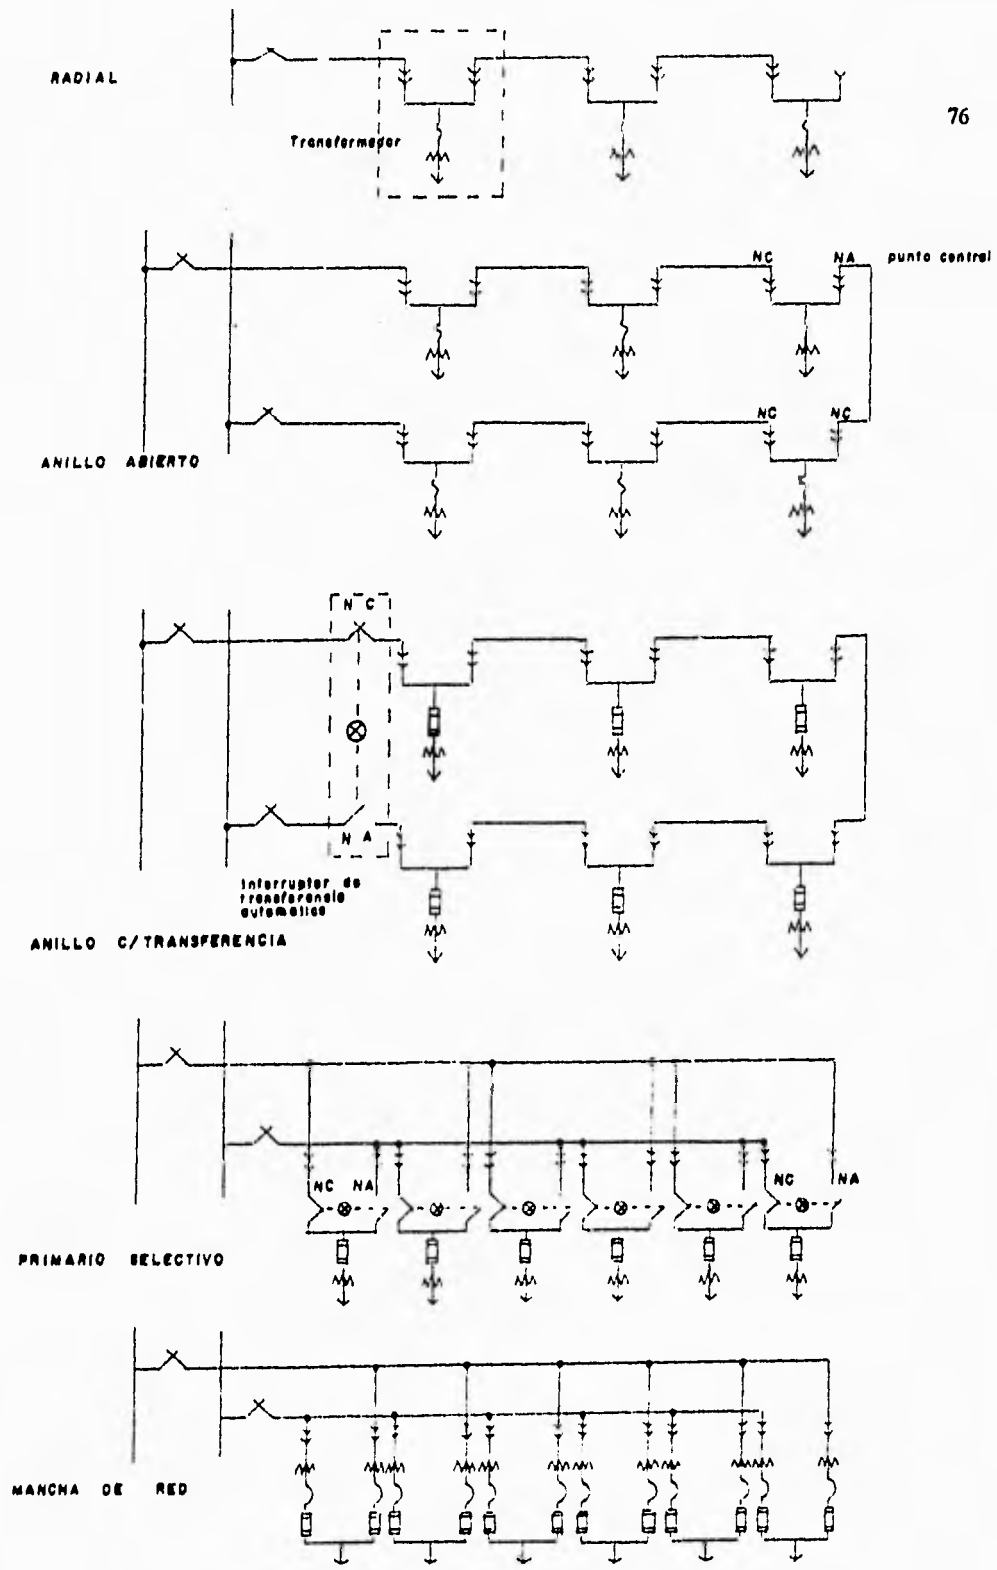 RADIAL
76
Transformador
NC NA punto central
NC NC
ANILLO ABIERTO
N C
N A
Interruptor de
transferencia
automatica
ANILLO C/TRANSFERENCIA
NC NA NC NA
PRIMARIO SELECTIVO
MANCHA DE RED